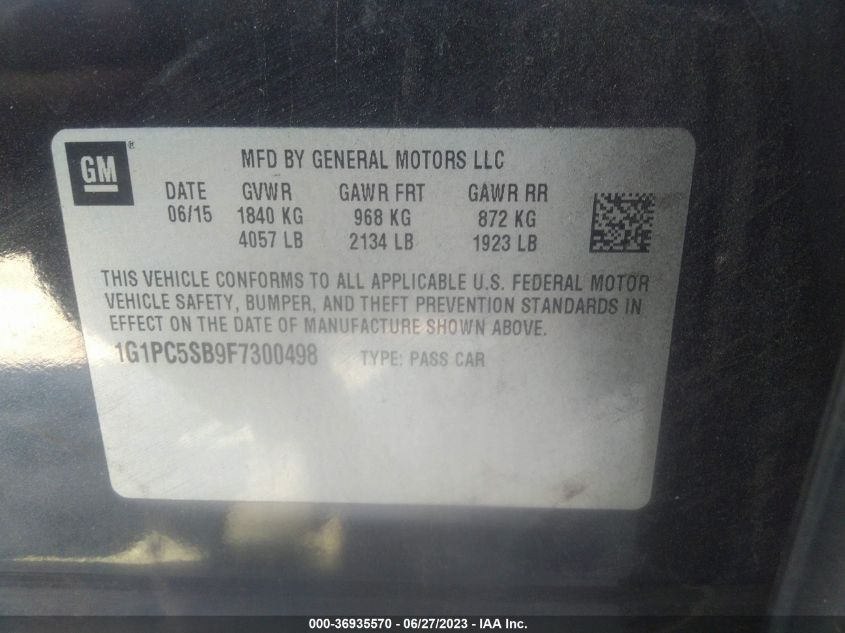 GM ®
MFD BY GENERAL MOTORS LLC
DATE GVWR GAWR FRT GAWR RR
06/15 1840 KG 968 KG 872 KG
4057 LB 2134 LB 1923 LB
THIS VEHICLE CONFORMS TO ALL APPLICABLE U.S. FEDERAL MOTOR
VEHICLE SAFETY, BUMPER, AND THEFT PREVENTION STANDARDS IN
EFFECT ON THE DATE OF MANUFACTURE SHOWN ABOVE.
1G1PC5SB9F7300498 TYPE: PASS CAR
000-36935570 - 06/27/2023 - IAA Inc.